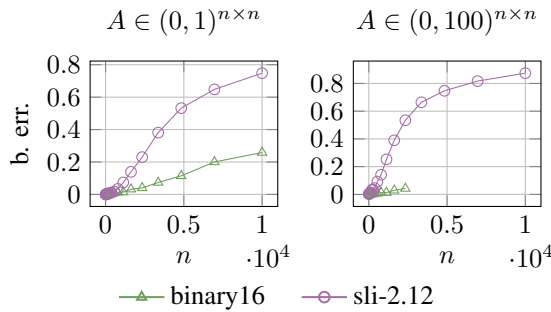 A ∈ (0, 1)^{n×n} A ∈ (0, 100)^{n×n}
0.8 0.8
0.6 0.6
0.4 0.4
0.2 0.2
0 0
b. err.
0 0.5 1 0 0.5 1
n ·10^4 n ·10^4
binary16 sli-2.12